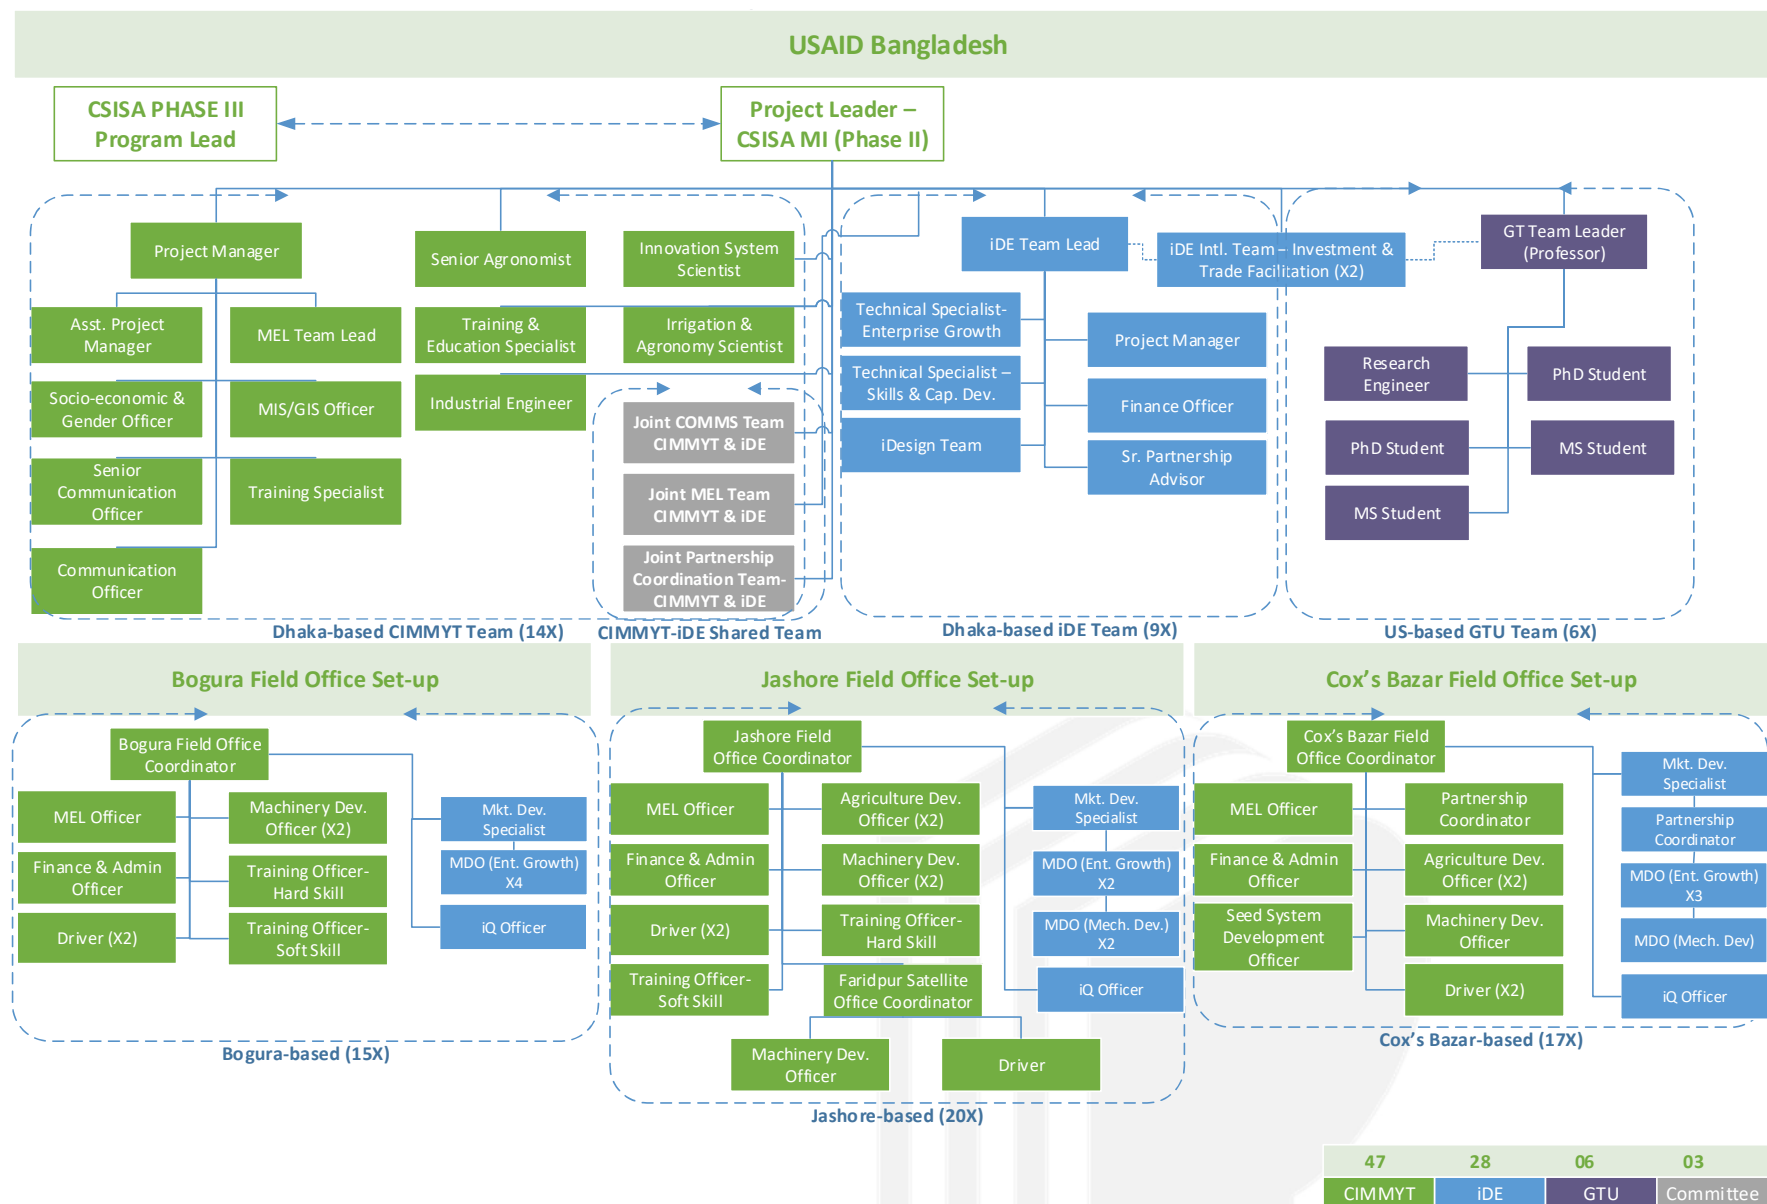 USAID Bangladesh
CSISA PHASE III
Program Lead
Project Leader –
CSISA MI (Phase II)
Project Manager
Senior Agronomist
Innovation System
Scientist
iDE Team Lead
iDE Intl. Team – Investment &
Trade Facilitation (X2)
GT Team Leader
(Professor)
Asst. Project
Manager
MEL Team Lead
Training &
Education Specialist
Irrigation &
Agronomy Scientist
Technical Specialist-
Enterprise Growth
Project Manager
Socio-economic &
Gender Officer
MIS/GIS Officer
Industrial Engineer
Technical Specialist –
Skills & Cap. Dev.
Finance Officer
Research
Engineer
PhD Student
Joint COMMS Team
CIMMYT & iDE
iDesign Team
Sr. Partnership
Advisor
PhD Student
MS Student
Senior
Communication
Officer
Training Specialist
Joint MEL Team
CIMMYT & iDE
MS Student
Communication
Officer
Joint Partnership
Coordination Team-
CIMMYT & iDE
Dhaka-based CIMMYT Team (14X)
CIMMYT-iDE Shared Team
Dhaka-based iDE Team (9X)
US-based GTU Team (6X)
Bogura Field Office Set-up
Jashore Field Office Set-up
Cox's Bazar Field Office Set-up
Bogura Field Office
Coordinator
MEL Officer
Machinery Dev.
Officer (X2)
Mkt. Dev.
Specialist
Finance & Admin
Officer
Training Officer-
Hard Skill
MDO (Ent. Growth)
X4
Driver (X2)
Training Officer-
Soft Skill
iQ Officer
Bogura-based (15X)
Jashore Field
Office Coordinator
MEL Officer
Agriculture Dev.
Officer (X2)
Mkt. Dev.
Specialist
Finance & Admin
Officer
Machinery Dev.
Officer (X2)
MDO (Ent. Growth)
X2
Driver (X2)
Training Officer-
Hard Skill
MDO (Mech. Dev.)
X2
Training Officer-
Soft Skill
Faridpur Satellite
Office Coordinator
iQ Officer
Machinery Dev.
Officer
Driver
Jashore-based (20X)
Cox's Bazar Field
Office Coordinator
Mkt. Dev.
Specialist
MEL Officer
Partnership
Coordinator
Partnership
Coordinator
Finance & Admin
Officer
Agriculture Dev.
Officer (X2)
MDO (Ent. Growth)
X3
Seed System
Development
Officer
Machinery Dev.
Officer
MDO (Mech. Dev)
Driver (X2)
iQ Officer
Cox's Bazar-based (17X)
47 28 06 03
CIMMYT iDE GTU Committee